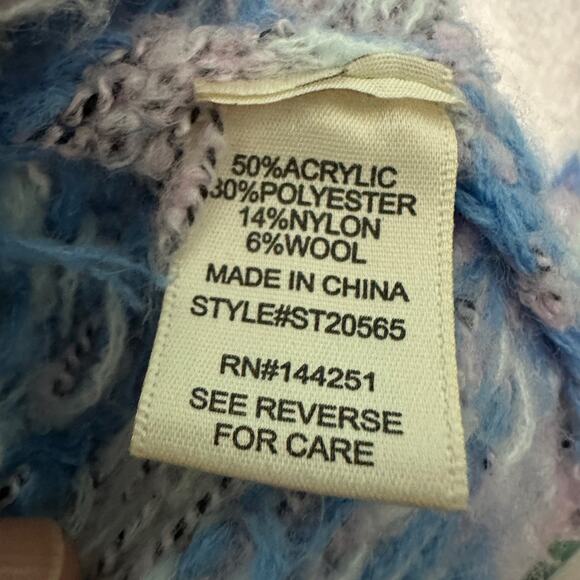 50%ACRYLIC
30%POLYESTER
14%NYLON
6%WOOL
MADE IN CHINA
STYLE#ST20565
RN#144251
SEE REVERSE
FOR CARE